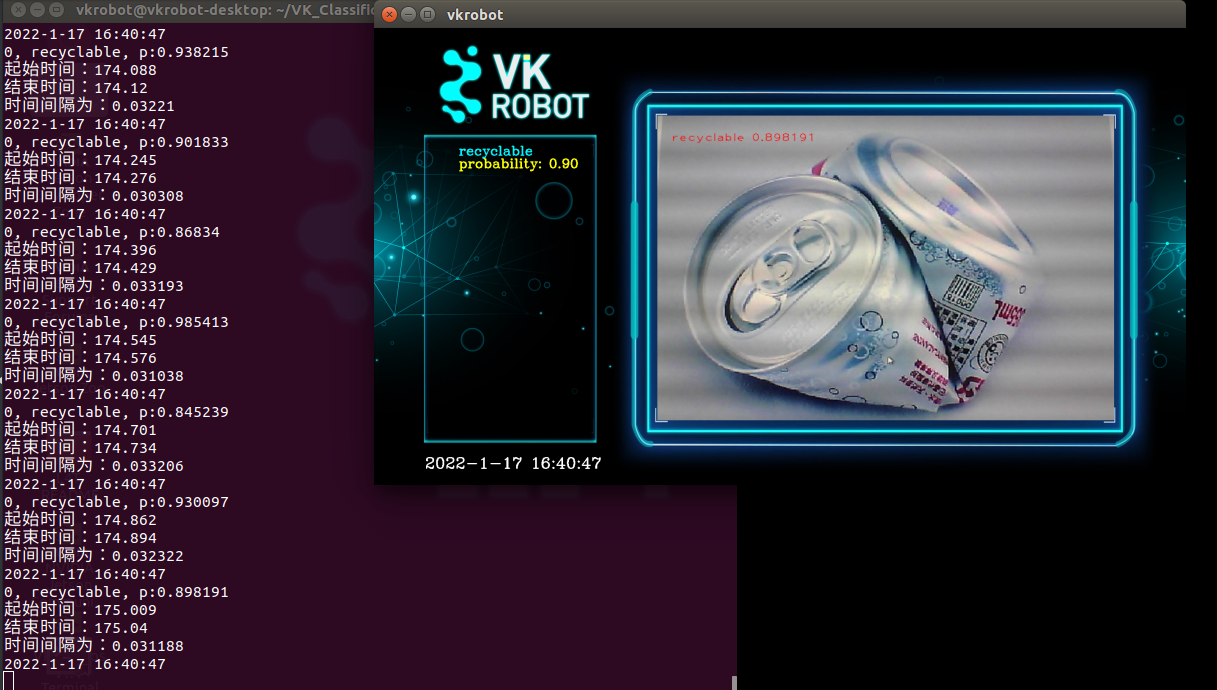 vkrobot@vkrobot-desktop: ~/VK_Classific
2022-1-17 16:40:47
0, recyclable, p:0.938215
起始时间：174.088
结束时间：174.12
时间间隔为：0.03221
2022-1-17 16:40:47
0, recyclable, p:0.901833
起始时间：174.245
结束时间：174.276
时间间隔为：0.030308
2022-1-17 16:40:47
0, recyclable, p:0.86834
起始时间：174.396
结束时间：174.429
时间间隔为：0.033193
2022-1-17 16:40:47
0, recyclable, p:0.985413
起始时间：174.545
结束时间：174.576
时间间隔为：0.031038
2022-1-17 16:40:47
0, recyclable, p:0.845239
起始时间：174.701
结束时间：174.734
时间间隔为：0.033206
2022-1-17 16:40:47
0, recyclable, p:0.930097
起始时间：174.862
结束时间：174.894
时间间隔为：0.032322
2022-1-17 16:40:47
0, recyclable, p:0.898191
起始时间：175.009
结束时间：175.04
时间间隔为：0.031188
2022-1-17 16:40:47
Terminal
vkrobot
VK
ROBOT
recyclable
probability: 0.90
2022-1-17 16:40:47
recyclable 0.898191